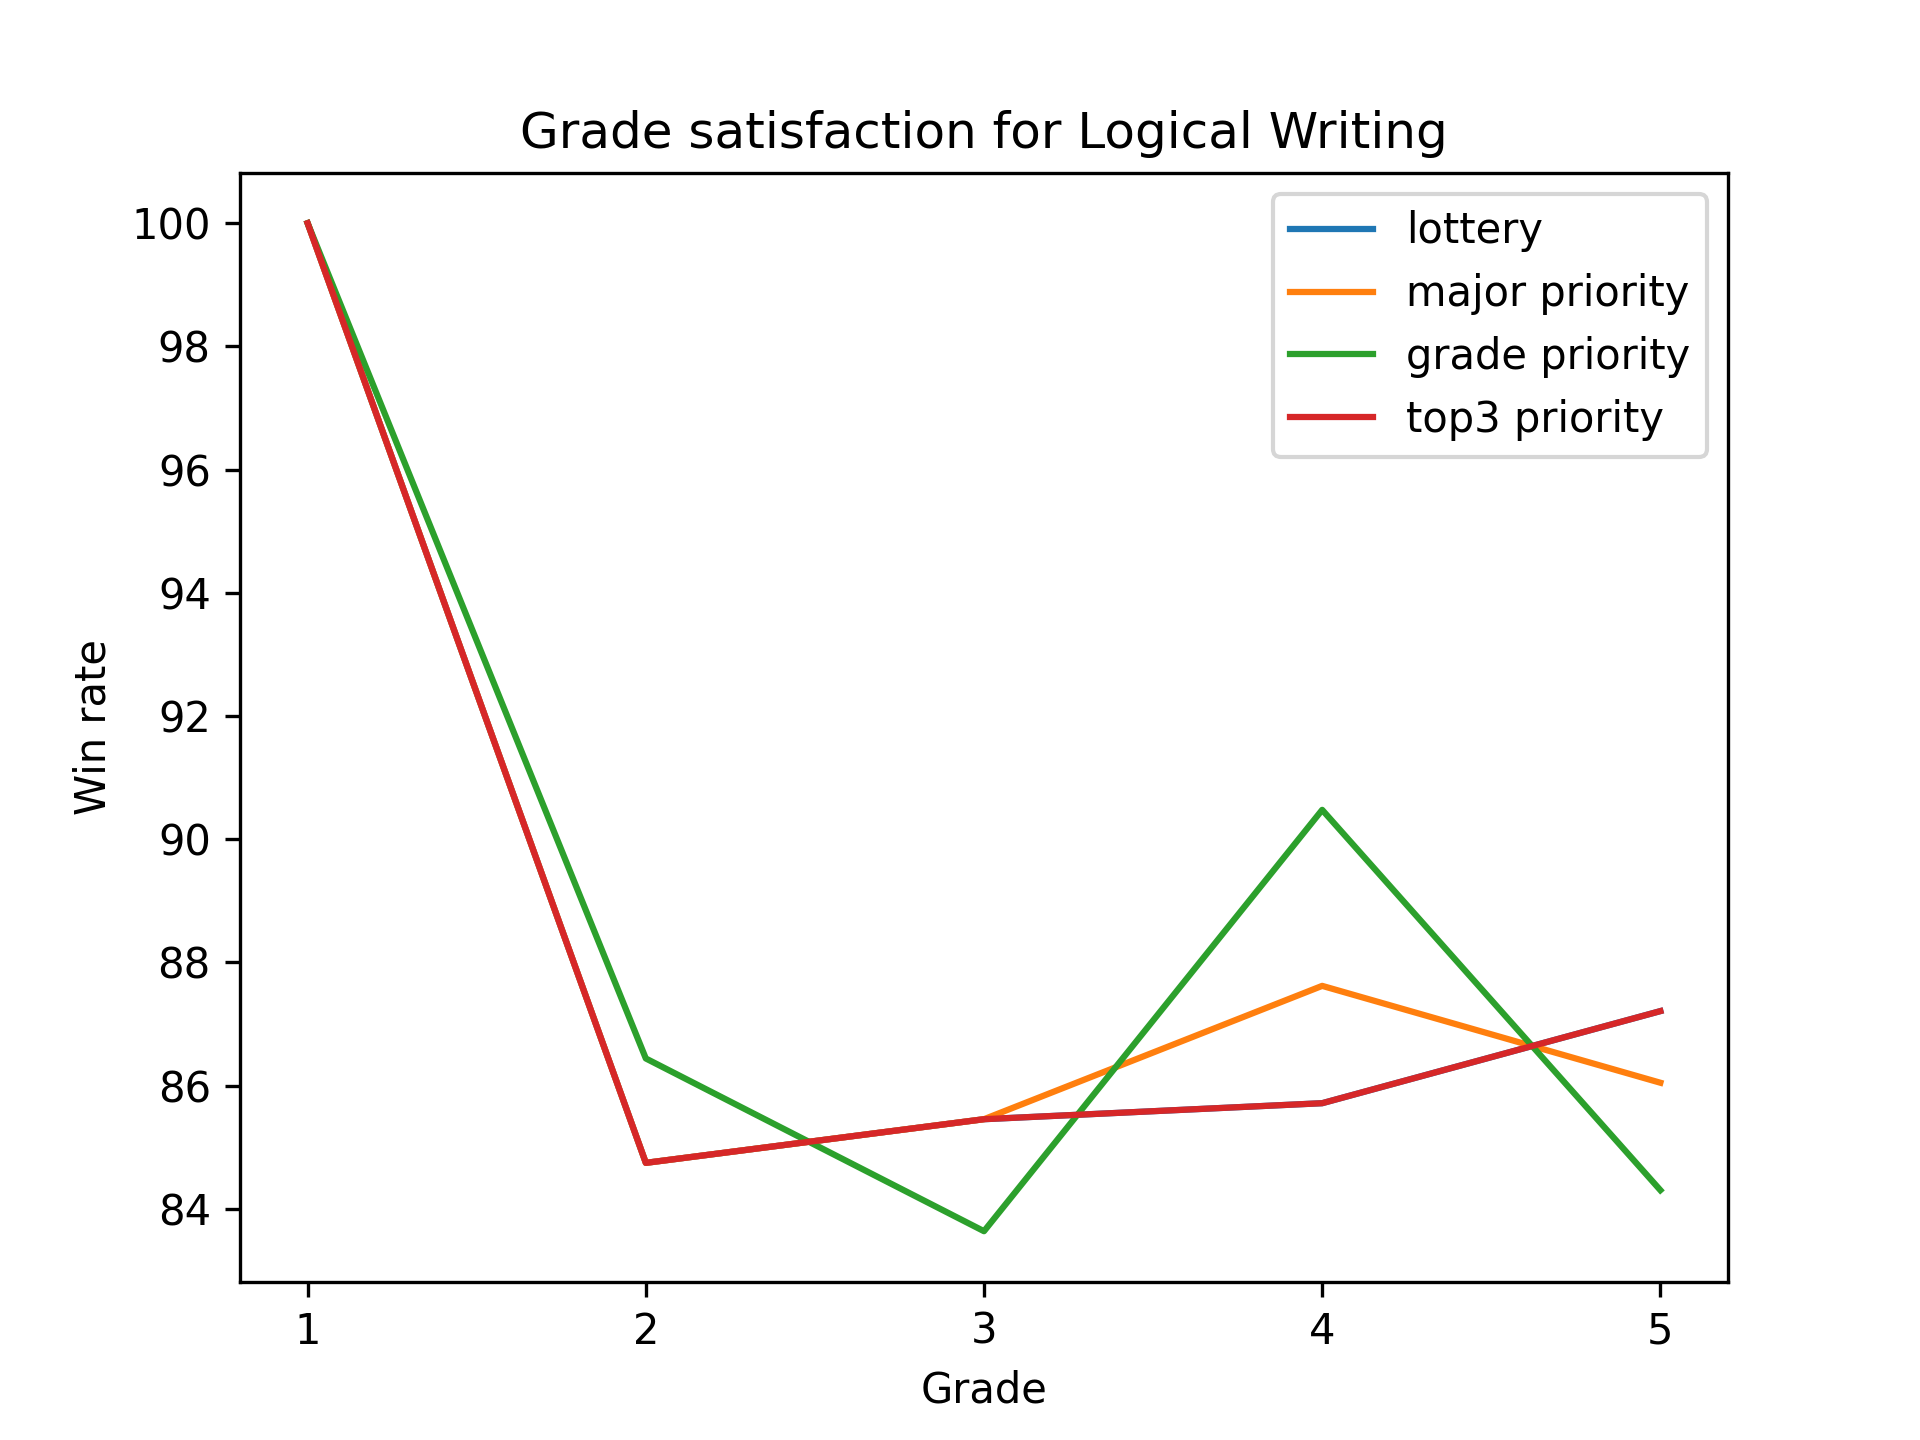 Grade satisfaction for Logical Writing
lottery
major priority
grade priority
top3 priority
100
98
96
94
92
90
88
86
84
Win rate
1 2 3 4 5
Grade